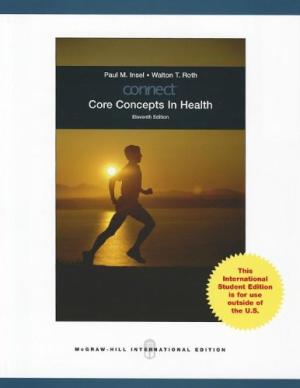 Paul M. Insel • Walton T. Roth
connect
Core Concepts In Health
Eleventh Edition
This
International
Student Edition
is for use
outside of
the U.S.
McGRAW-HILL INTERNATIONAL EDITION